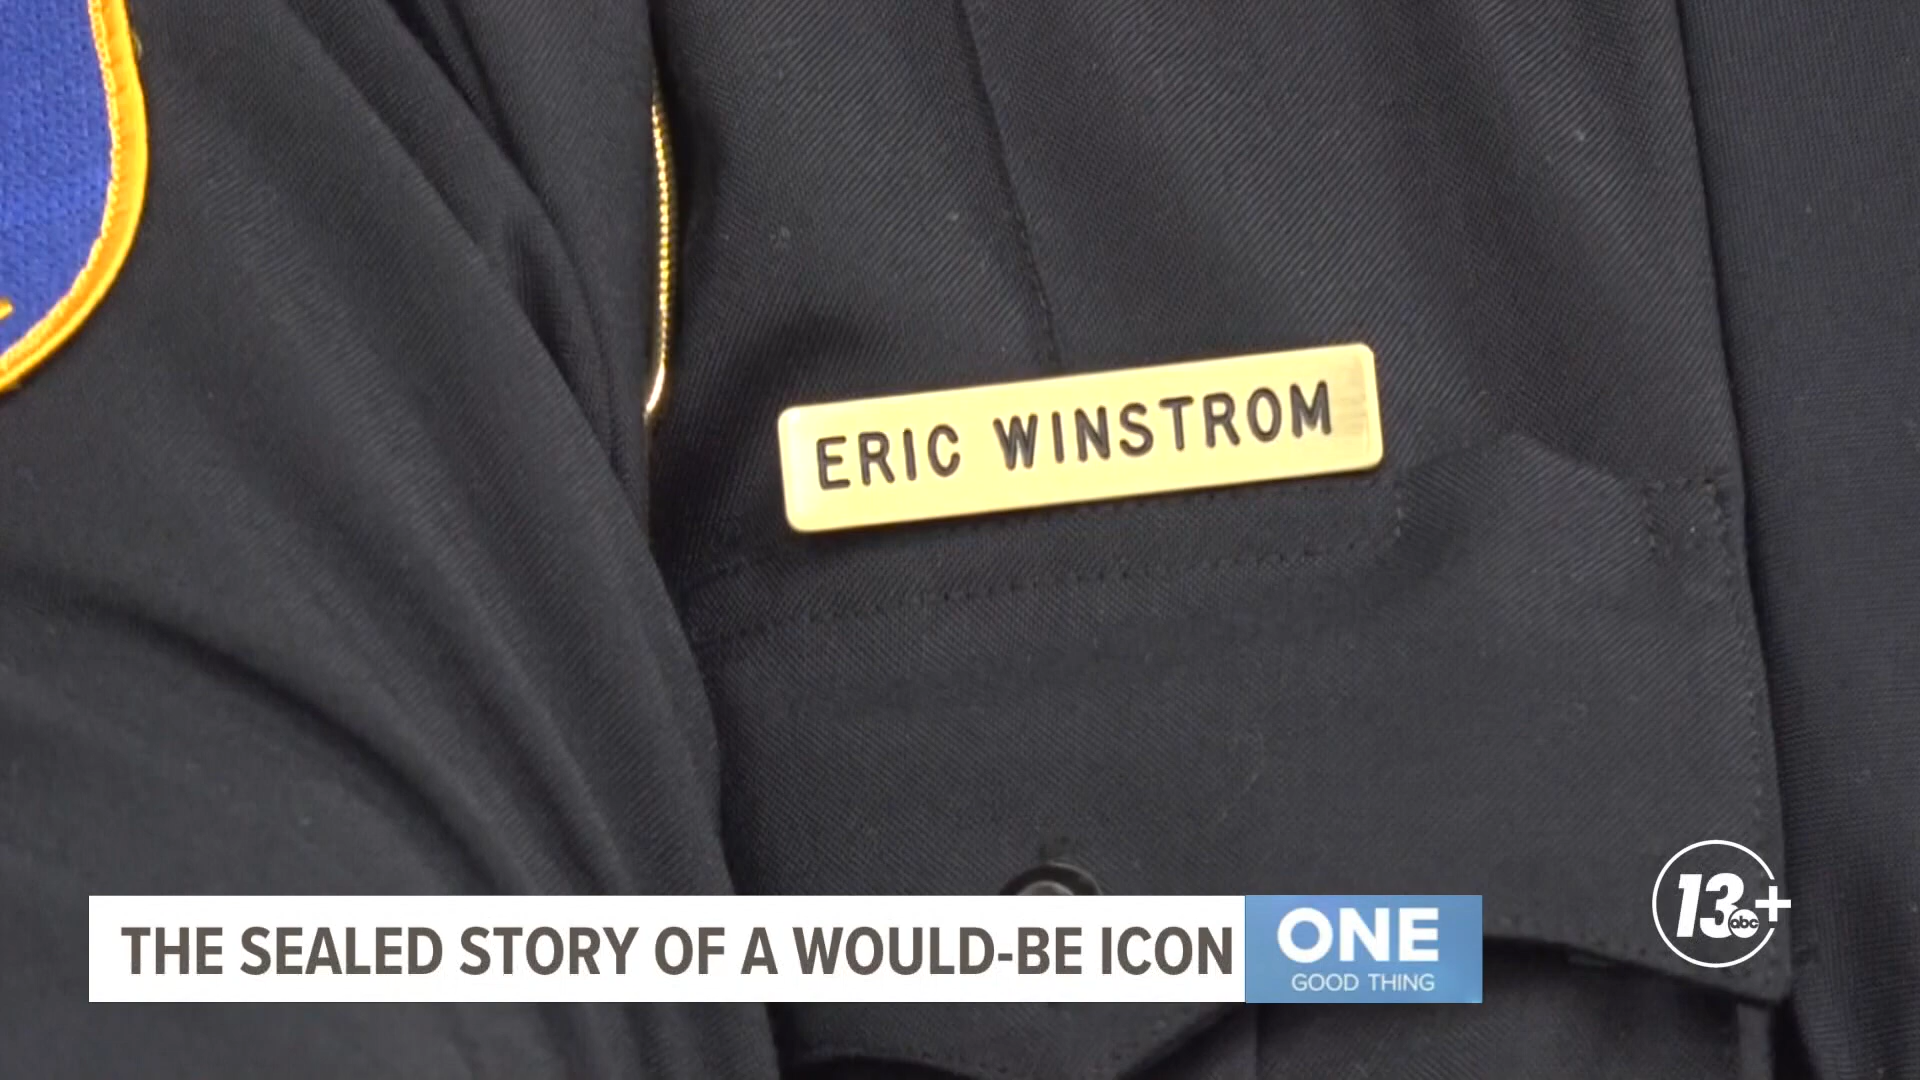 ERIC WINSTROM
THE SEALED STORY OF A WOULD-BE ICON
ONE
GOOD THING
13+
abc